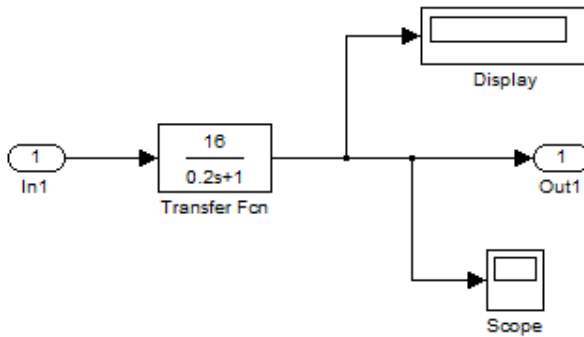 Display
1
In1
16
0.2s+1
Transfer Fcn
1
Out1
Scope